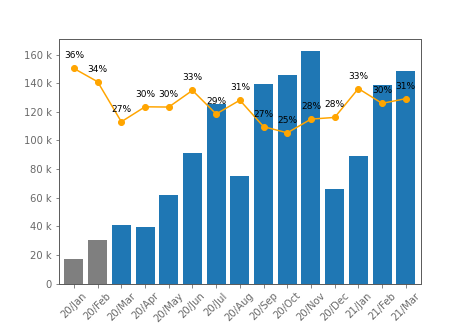 160 k
140 k
120 k
100 k
80 k
60 k
40 k
20 k
0
36%
34%
27%
30%
30%
33%
29%
31%
27%
25%
28%
28%
33%
30%
31%
20/Jan
20/Feb
20/Mar
20/Apr
20/May
20/Jun
20/Jul
20/Aug
20/Sep
20/Oct
20/Nov
20/Dec
21/Jan
21/Feb
21/Mar